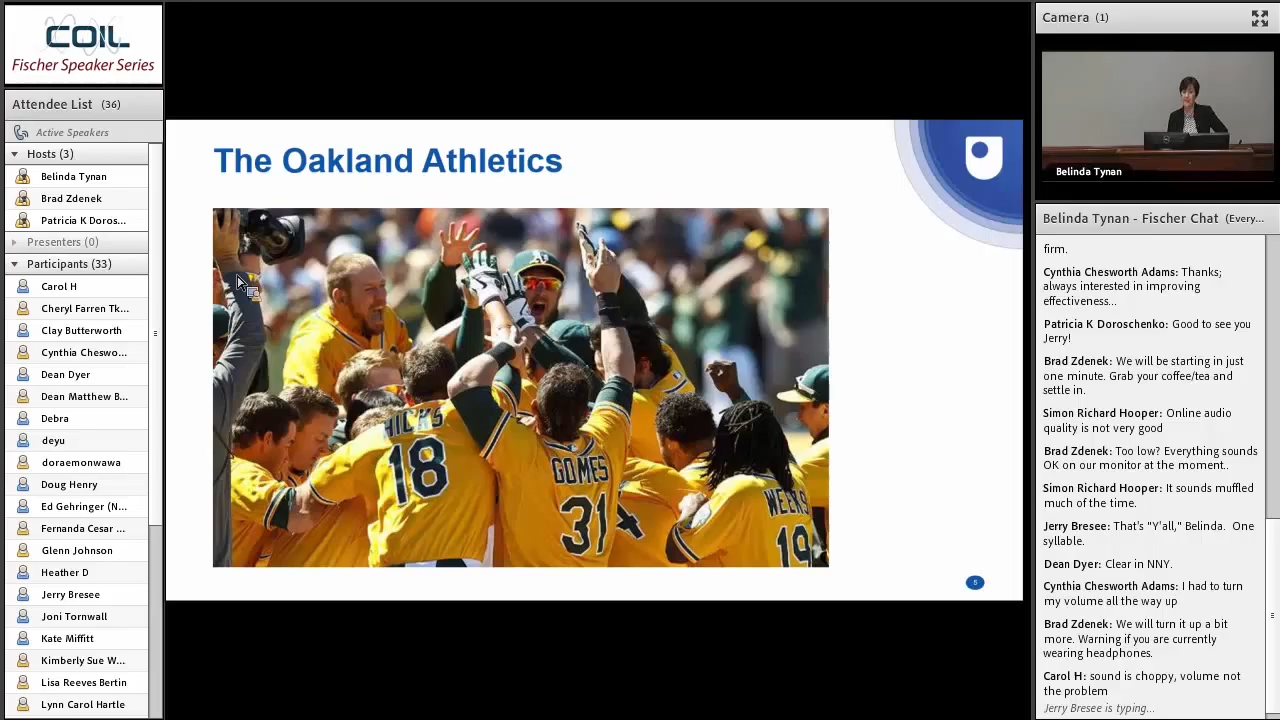 COIL
Fischer Speaker Series
Attendee List (36)
Active Speakers
Hosts (3)
Belinda Tynan
Brad Zdenek
Patricia K Doros...
Presenters (0)
Participants (33)
Carol H
Cheryl Farren Tk...
Clay Butterworth
Cynthia Cheswo...
Dean Dyer
Dean Matthew B...
Debra
deyu
doraemonwawa
Doug Henry
Ed Gehringer (N...
Fernanda Cesar ...
Glenn Johnson
Heather D
Jerry Bresee
Joni Tornwall
Kate Miffitt
Kimberly Sue W...
Lisa Reeves Bertin
Lynn Carol Hartle
The Oakland Athletics
HICKS
18
GOMES
31
WEEKS
19
5
Camera (1)
Belinda Tynan
Belinda Tynan - Fischer Chat (Every...
firm.
Cynthia Chesworth Adams: Thanks;
always interested in improving
effectiveness...
Patricia K Doroschenko: Good to see you
Jerry!
Brad Zdenek: We will be starting in just
one minute. Grab your coffee/tea and
settle in.
Simon Richard Hooper: Online audio
quality is not very good
Brad Zdenek: Too low? Everything sounds
OK on our monitor at the moment..
Simon Richard Hooper: It sounds muffled
much of the time.
Jerry Bresee: That's "Y'all," Belinda. One
syllable.
Dean Dyer: Clear in NNY.
Cynthia Chesworth Adams: I had to turn
my volume all the way up
Brad Zdenek: We will turn it up a bit
more. Warning if you are currently
wearing headphones.
Carol H: sound is choppy, volume not
the problem
Jerry Bresee is typing...